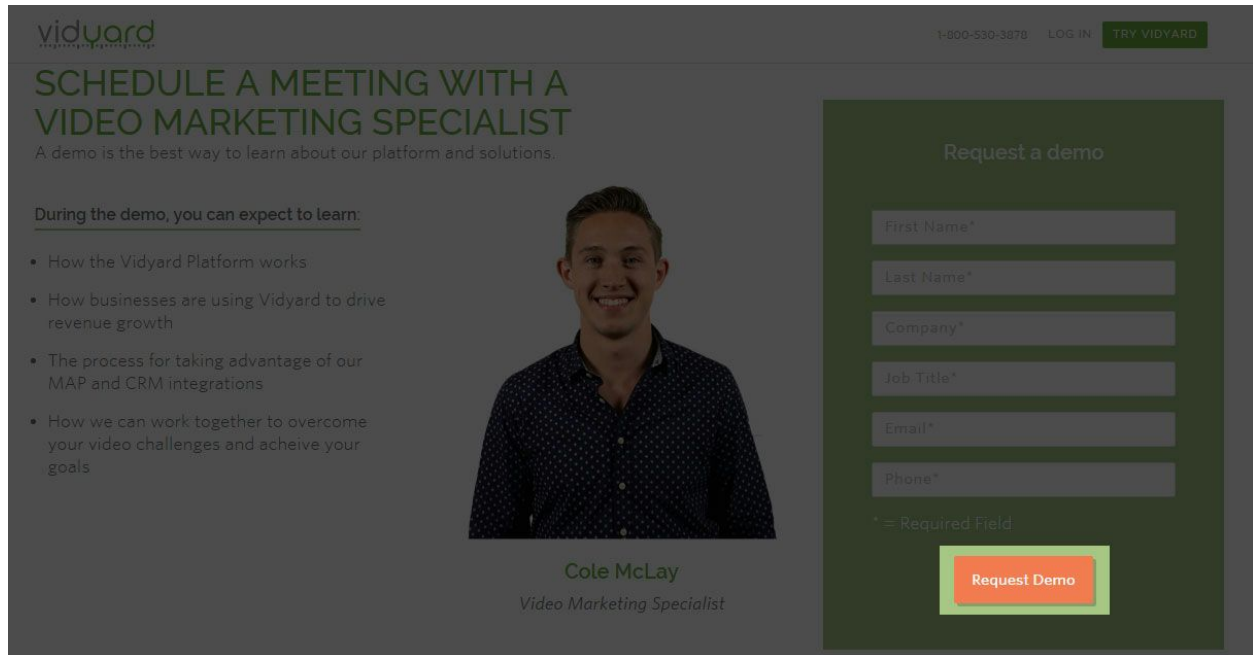 vidyard
1-800-530-3878 LOG IN TRY VIDYARD
SCHEDULE A MEETING WITH A
VIDEO MARKETING SPECIALIST
A demo is the best way to learn about our platform and solutions.
During the demo, you can expect to learn:
• How the Vidyard Platform works
• How businesses are using Vidyard to drive
revenue growth
• The process for taking advantage of our
MAP and CRM integrations
• How we can work together to overcome
your video challenges and acheive your
goals
Cole McLay
Video Marketing Specialist
Request a demo
First Name*
Last Name*
Company*
Job Title*
Email*
Phone*
* = Required Field
Request Demo